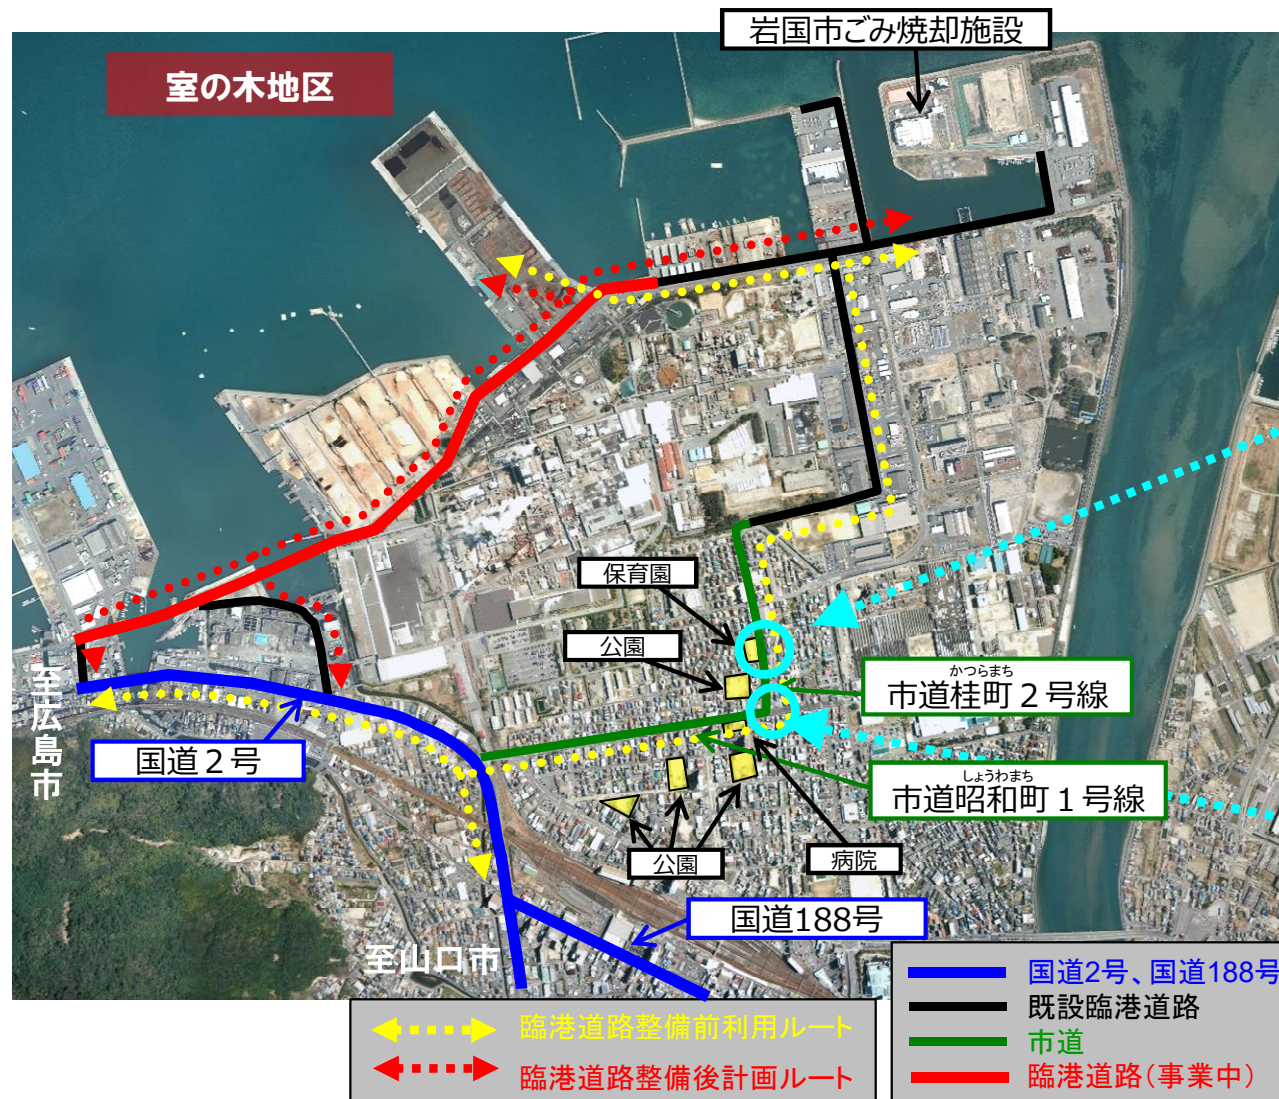 岩国市ごみ焼却施設
室の木地区
保育園
公園
かつらまち
市道桂町２号線
至広島市
国道２号
しょうわまち
市道昭和町１号線
公園
病院
国道188号
至山口市
臨港道路整備前利用ルート
臨港道路整備後計画ルート
国道2号、国道188号
既設臨港道路
市道
臨港道路（事業中）